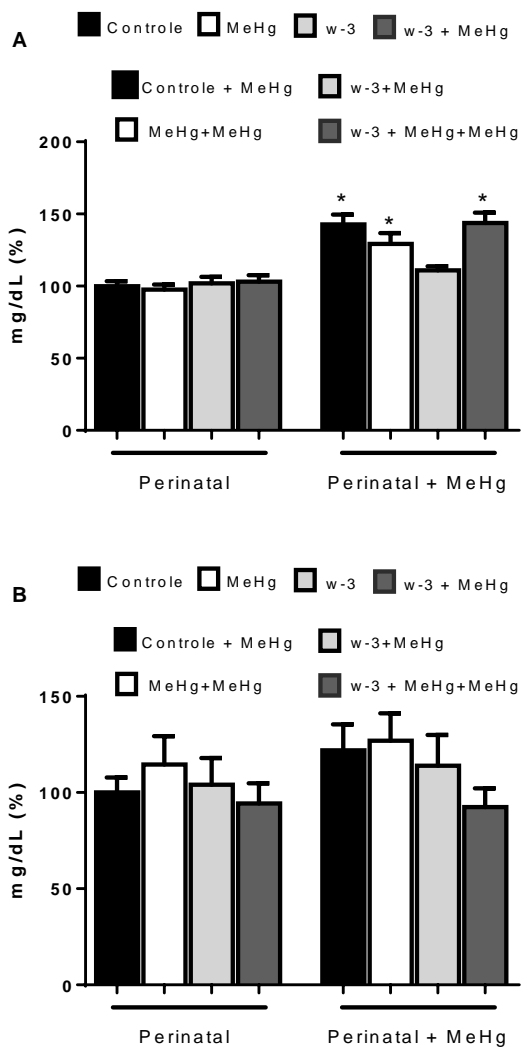 A
Controle MeHg w-3 w-3 + MeHg
Controle + MeHg w-3+MeHg
MeHg+MeHg w-3 + MeHg+MeHg
200
150
100
50
0
mg/dL (%)
* * *
Perinatal Perinatal + MeHg
B
Controle MeHg w-3 w-3 + MeHg
Controle + MeHg w-3+MeHg
MeHg+MeHg w-3 + MeHg+MeHg
150
100
50
0
mg/dL (%)
Perinatal Perinatal + MeHg